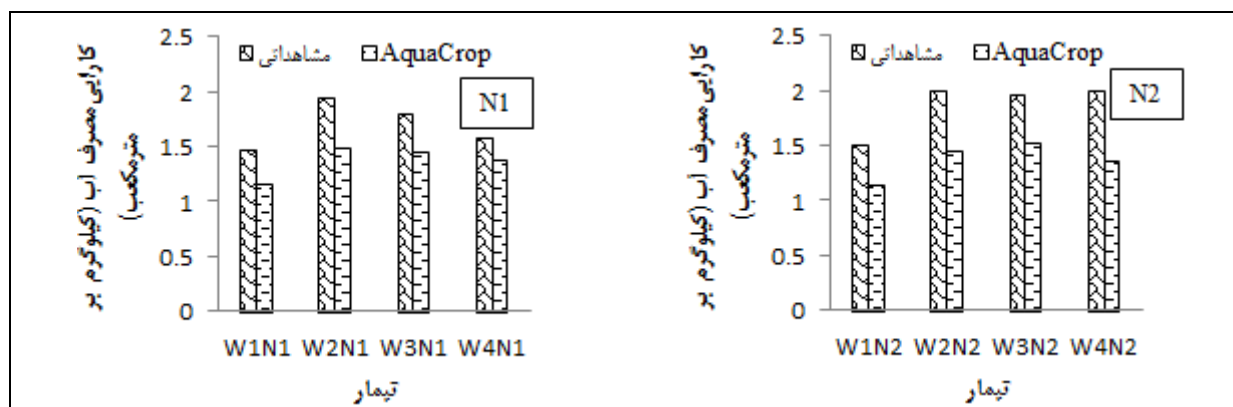 کارایی مصرف آب (کیلوگرم بر
مترمکعب)
2.5
2
1.5
1
0.5
0
مشاهداتی AquaCrop
N1
W1N1 W2N1 W3N1 W4N1
تیمار
کارایی مصرف آب (کیلوگرم بر
مترمکعب)
2.5
2
1.5
1
0.5
0
مشاهداتی AquaCrop
N2
W1N2 W2N2 W3N2 W4N2
تیمار